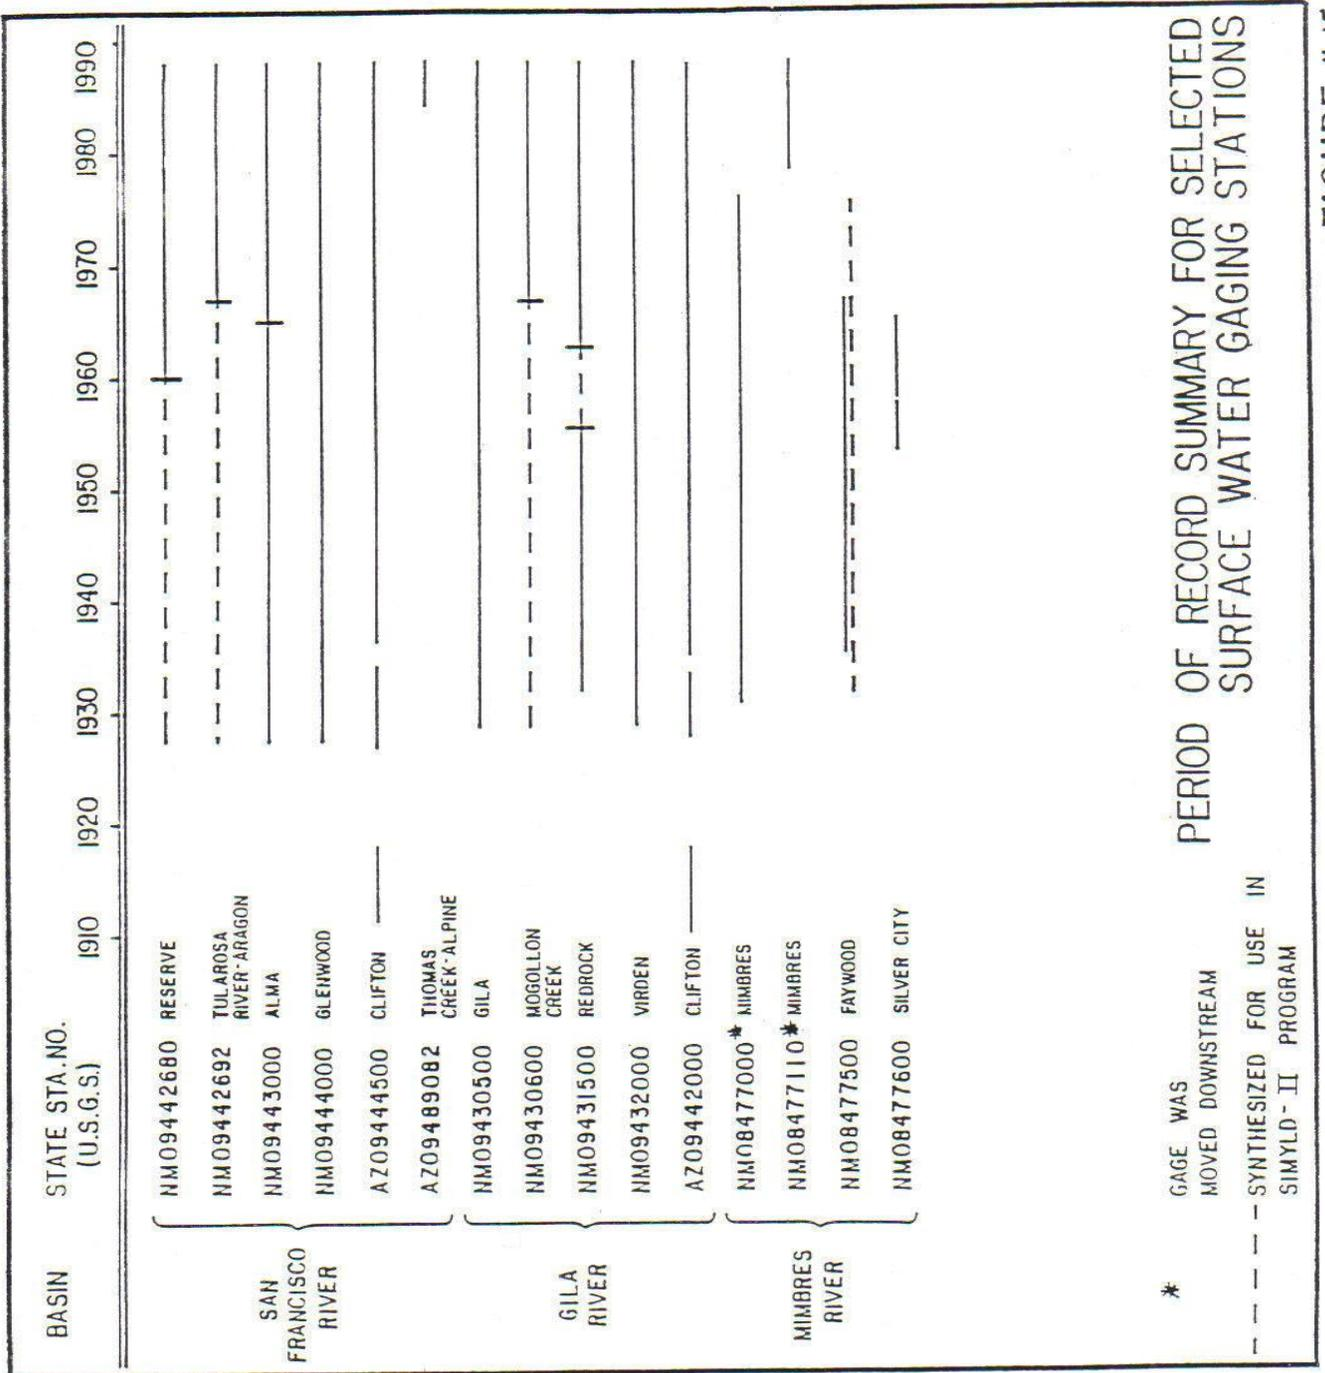 BASIN STATE STA. NO. 1910 1920 1930 1940 1950 1960 1970 1980 1990
(U.S.G.S.)
SAN
FRANCISCO
RIVER
NM09442680 RESERVE
NM09442692 TULAROSA
RIVER-ARAGON
NM09443000 ALMA
NM09444000 GLENWOOD
AZ09444500 CLIFTON
AZ09489082 THOMAS
CREEK-ALPINE
GILA
RIVER
NM09430500 GILA
NM09430600 MOGOLLON
CREEK
NM09431500 REDROCK
NM09432000 VIRDEN
AZ09442000 CLIFTON
MIMBRES
RIVER
NM08477000* MIMBRES
NM08477110* MIMBRES
NM08477500 FAYWOOD
NM08477600 SILVER CITY
* GAGE WAS
MOVED DOWNSTREAM
– – – – SYNTHESIZED FOR USE IN
SIMYLD-II PROGRAM
PERIOD OF RECORD SUMMARY FOR SELECTED
SURFACE WATER GAGING STATIONS